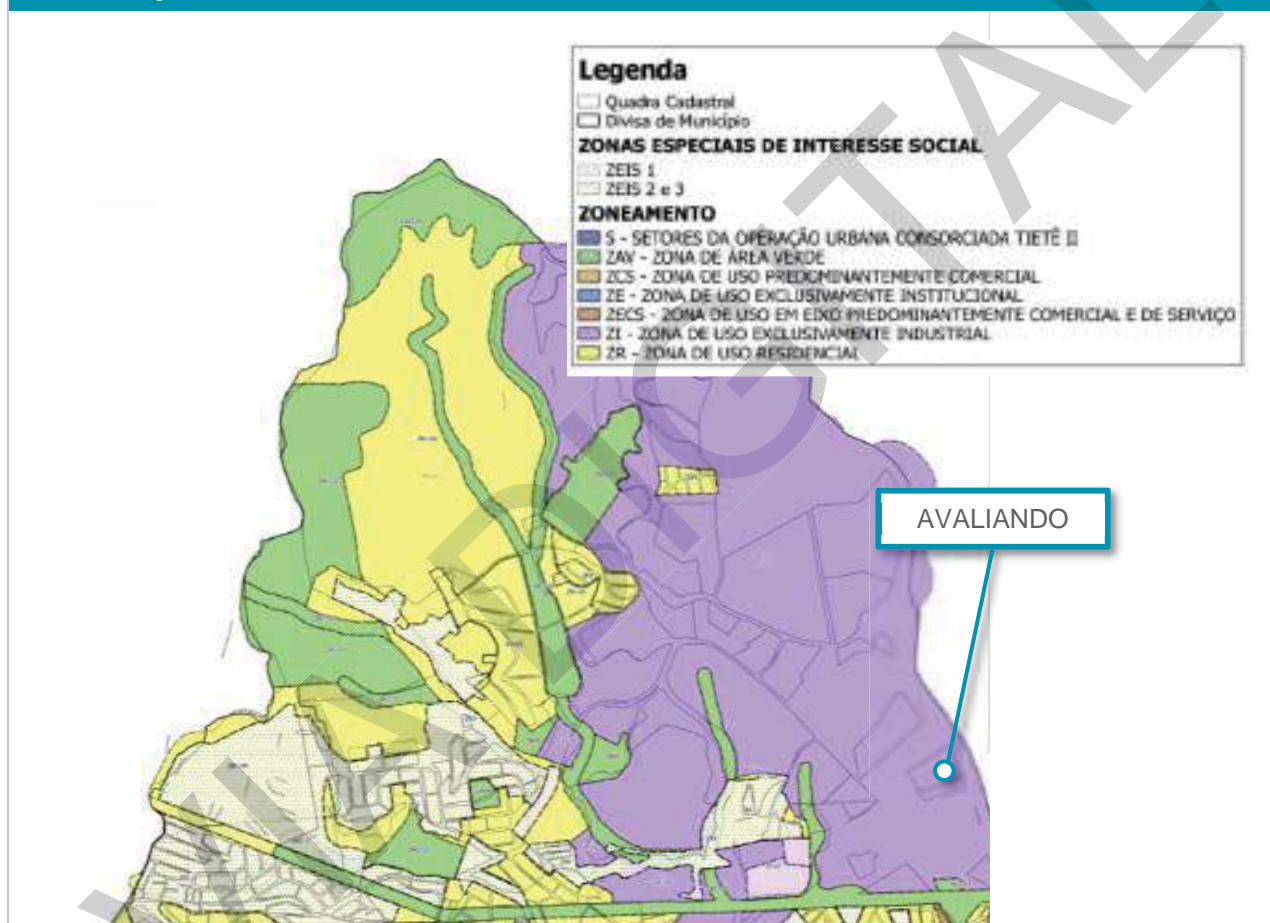 Legenda
Quadra Cadastral
Divisa de Município
ZONAS ESPECIAIS DE INTERESSE SOCIAL
ZEIS 1
ZEIS 2 e 3
ZONEAMENTO
S - SETORES DA OPERAÇÃO URBANA CONSORCIADA TIETÊ II
ZAV - ZONA DE ÁREA VERDE
ZCS - ZONA DE USO PREDOMINANTEMENTE COMERCIAL
ZE - ZONA DE USO EXCLUSIVAMENTE INSTITUCIONAL
ZECS - ZONA DE USO EM EIXO PREDOMINANTEMENTE COMERCIAL E DE SERVIÇO
ZI - ZONA DE USO EXCLUSIVAMENTE INDUSTRIAL
ZR - ZONA DE USO RESIDENCIAL
AVALIANDO
VIA DIGITAL